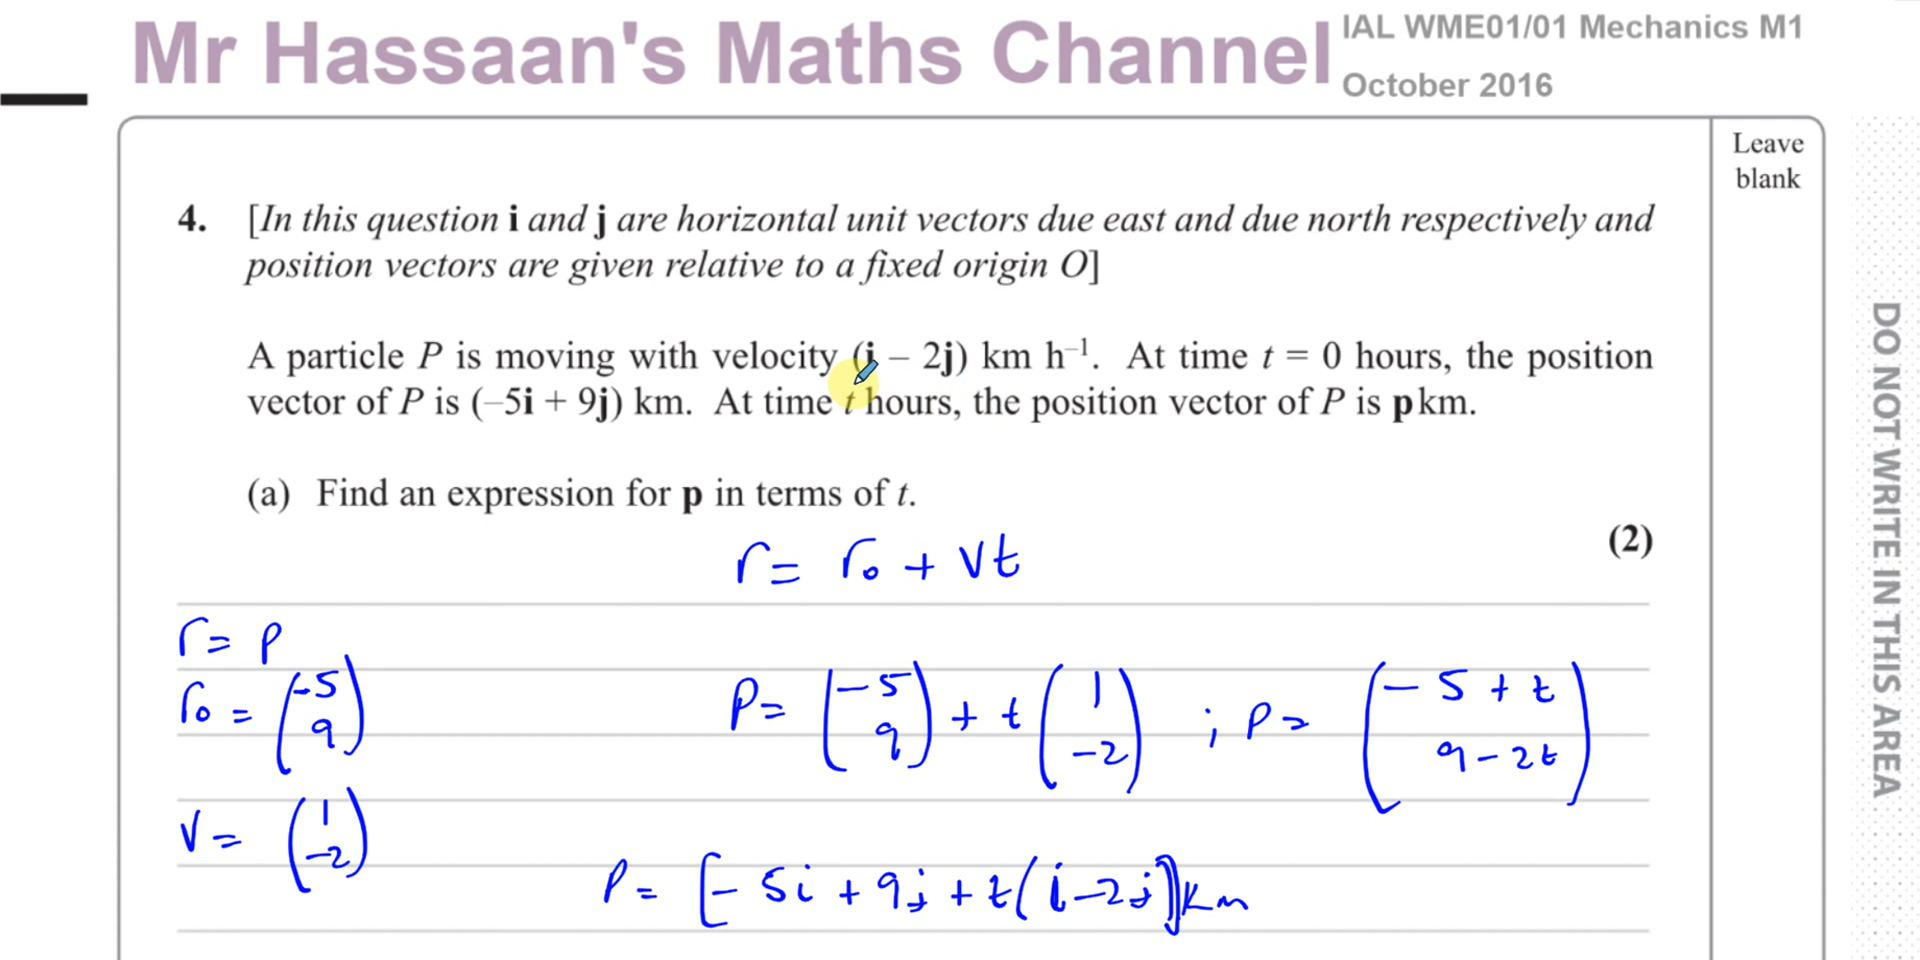 Mr Hassaan's Maths Channel
IAL WME01/01 Mechanics M1
October 2016
Leave
blank
4. [In this question i and j are horizontal unit vectors due east and due north respectively and
position vectors are given relative to a fixed origin O]
A particle P is moving with velocity (i – 2j) km h⁻¹. At time t = 0 hours, the position
vector of P is (–5i + 9j) km. At time t hours, the position vector of P is p km.
(a) Find an expression for p in terms of t.
(2)
r = r₀ + vt
r = p
r₀ = (-5
9)
v = (1
-2)
p = (-5
9) + t (1
-2) ; p = (-5 + t
9 - 2t)
p = [-5i + 9j + t(i - 2j)] km
DO NOT WRITE IN THIS AREA